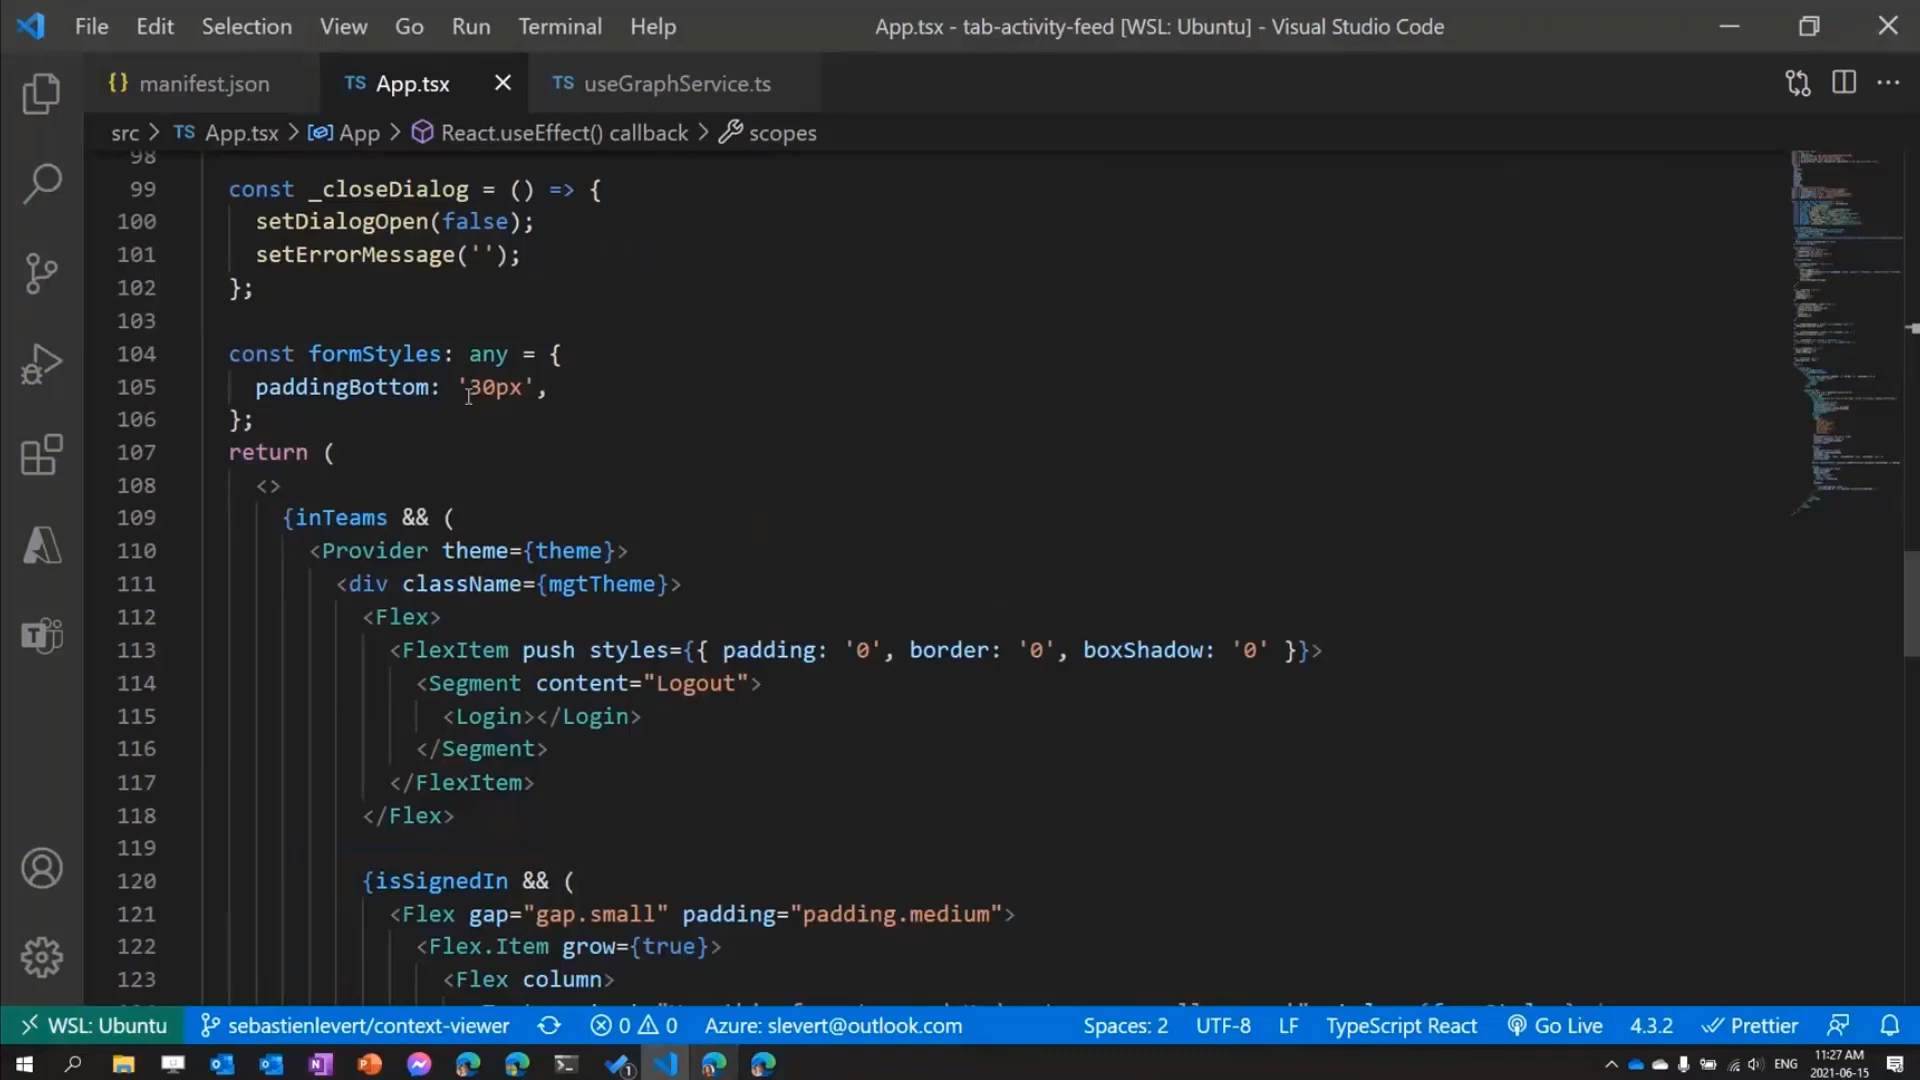 File Edit Selection View Go Run Terminal Help
App.tsx - tab-activity-feed [WSL: Ubuntu] - Visual Studio Code
{} manifest.json
TS App.tsx
TS useGraphService.ts
src > TS App.tsx > App > React.useEffect() callback > scopes
98
99 const _closeDialog = () => {
100 setDialogOpen(false);
101 setErrorMessage('');
102 };
103
104 const formStyles: any = {
105 paddingBottom: '30px',
106 };
107 return (
108 <>
109 {inTeams && (
110 <Provider theme={theme}>
111 <div className={mgtTheme}>
112 <Flex>
113 <FlexItem push styles={{ padding: '0', border: '0', boxShadow: '0' }}>
114 <Segment content="Logout">
115 <Login></Login>
116 </Segment>
117 </FlexItem>
118 </Flex>
119
120 {isSignedIn && (
121 <Flex gap="gap.small" padding="padding.medium">
122 <Flex.Item grow={true}>
123 <Flex column>
WSL: Ubuntu sebastienlevert/context-viewer 0 0 Azure: slevert@outlook.com Spaces: 2 UTF-8 LF TypeScript React Go Live 4.3.2 Prettier
ENG
11:27 AM
2021-06-15